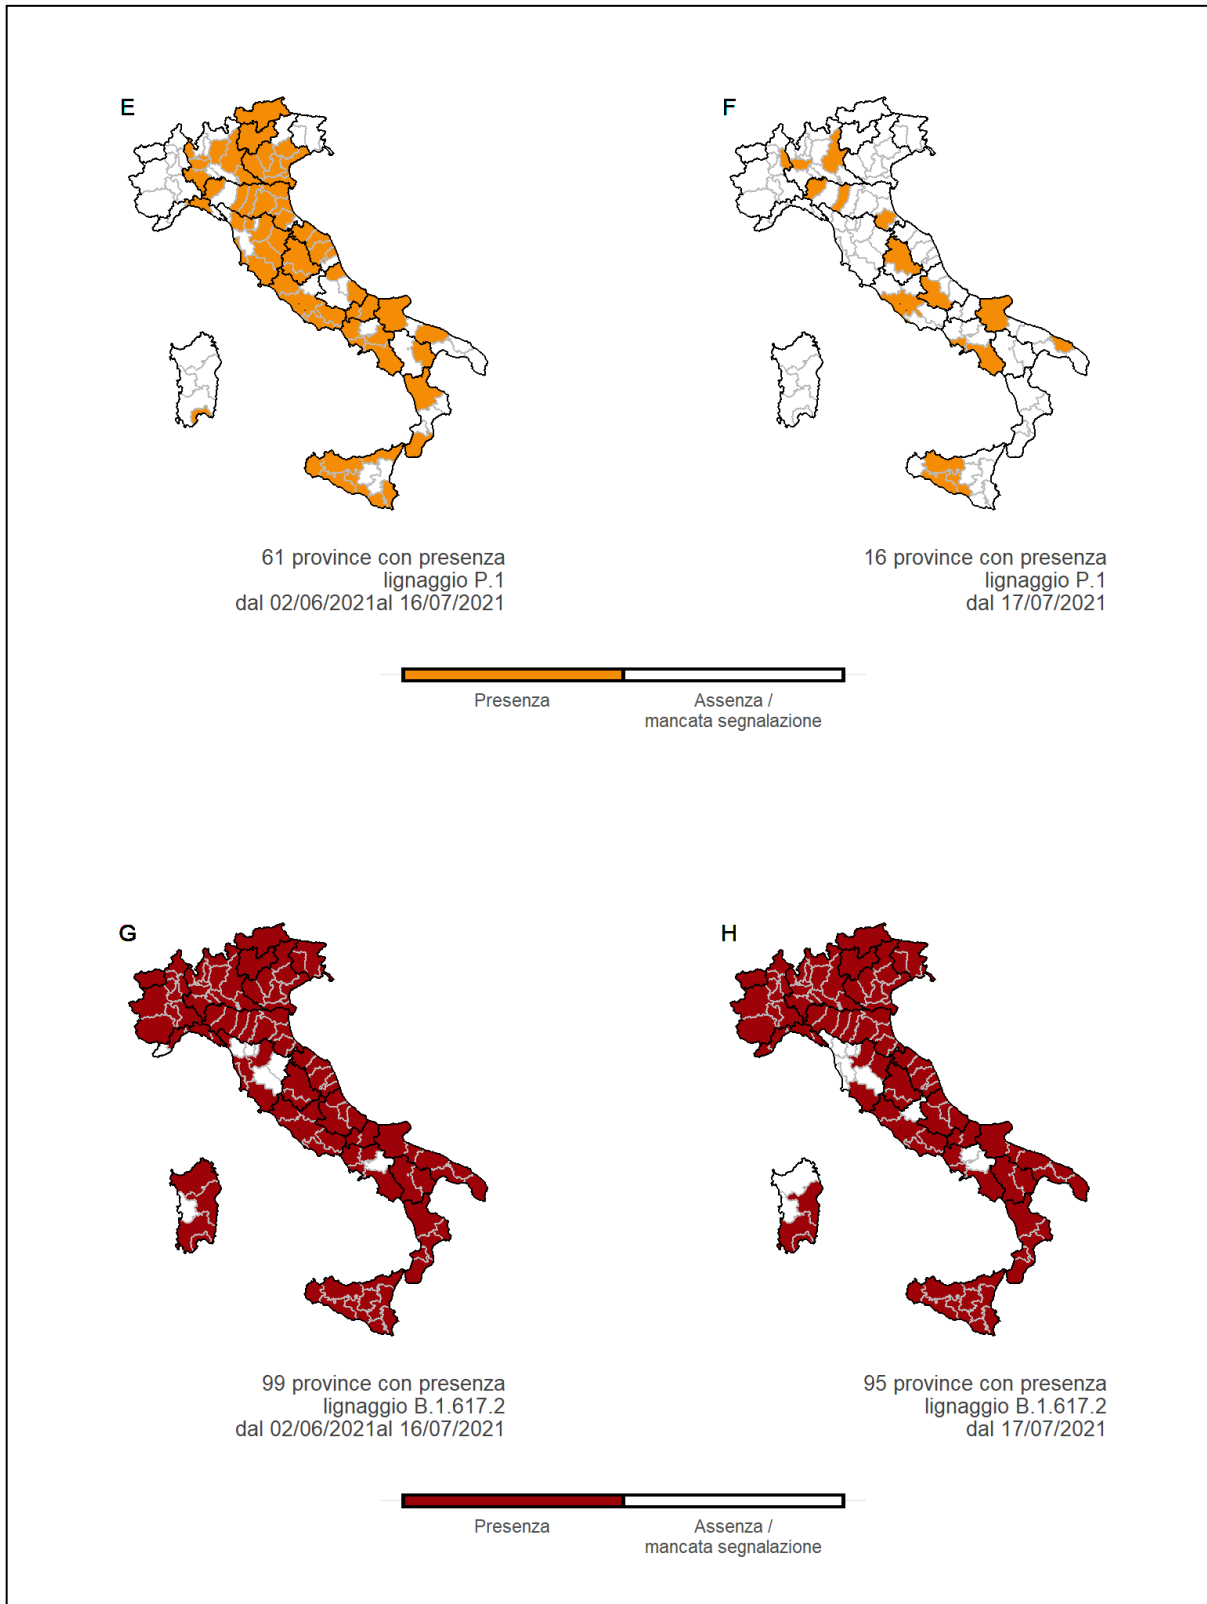 E
F
61 province con presenza
lignaggio P.1
dal 02/06/2021al 16/07/2021
16 province con presenza
lignaggio P.1
dal 17/07/2021
Presenza
Assenza /
mancata segnalazione
G
H
99 province con presenza
lignaggio B.1.617.2
dal 02/06/2021al 16/07/2021
95 province con presenza
lignaggio B.1.617.2
dal 17/07/2021
Presenza
Assenza /
mancata segnalazione